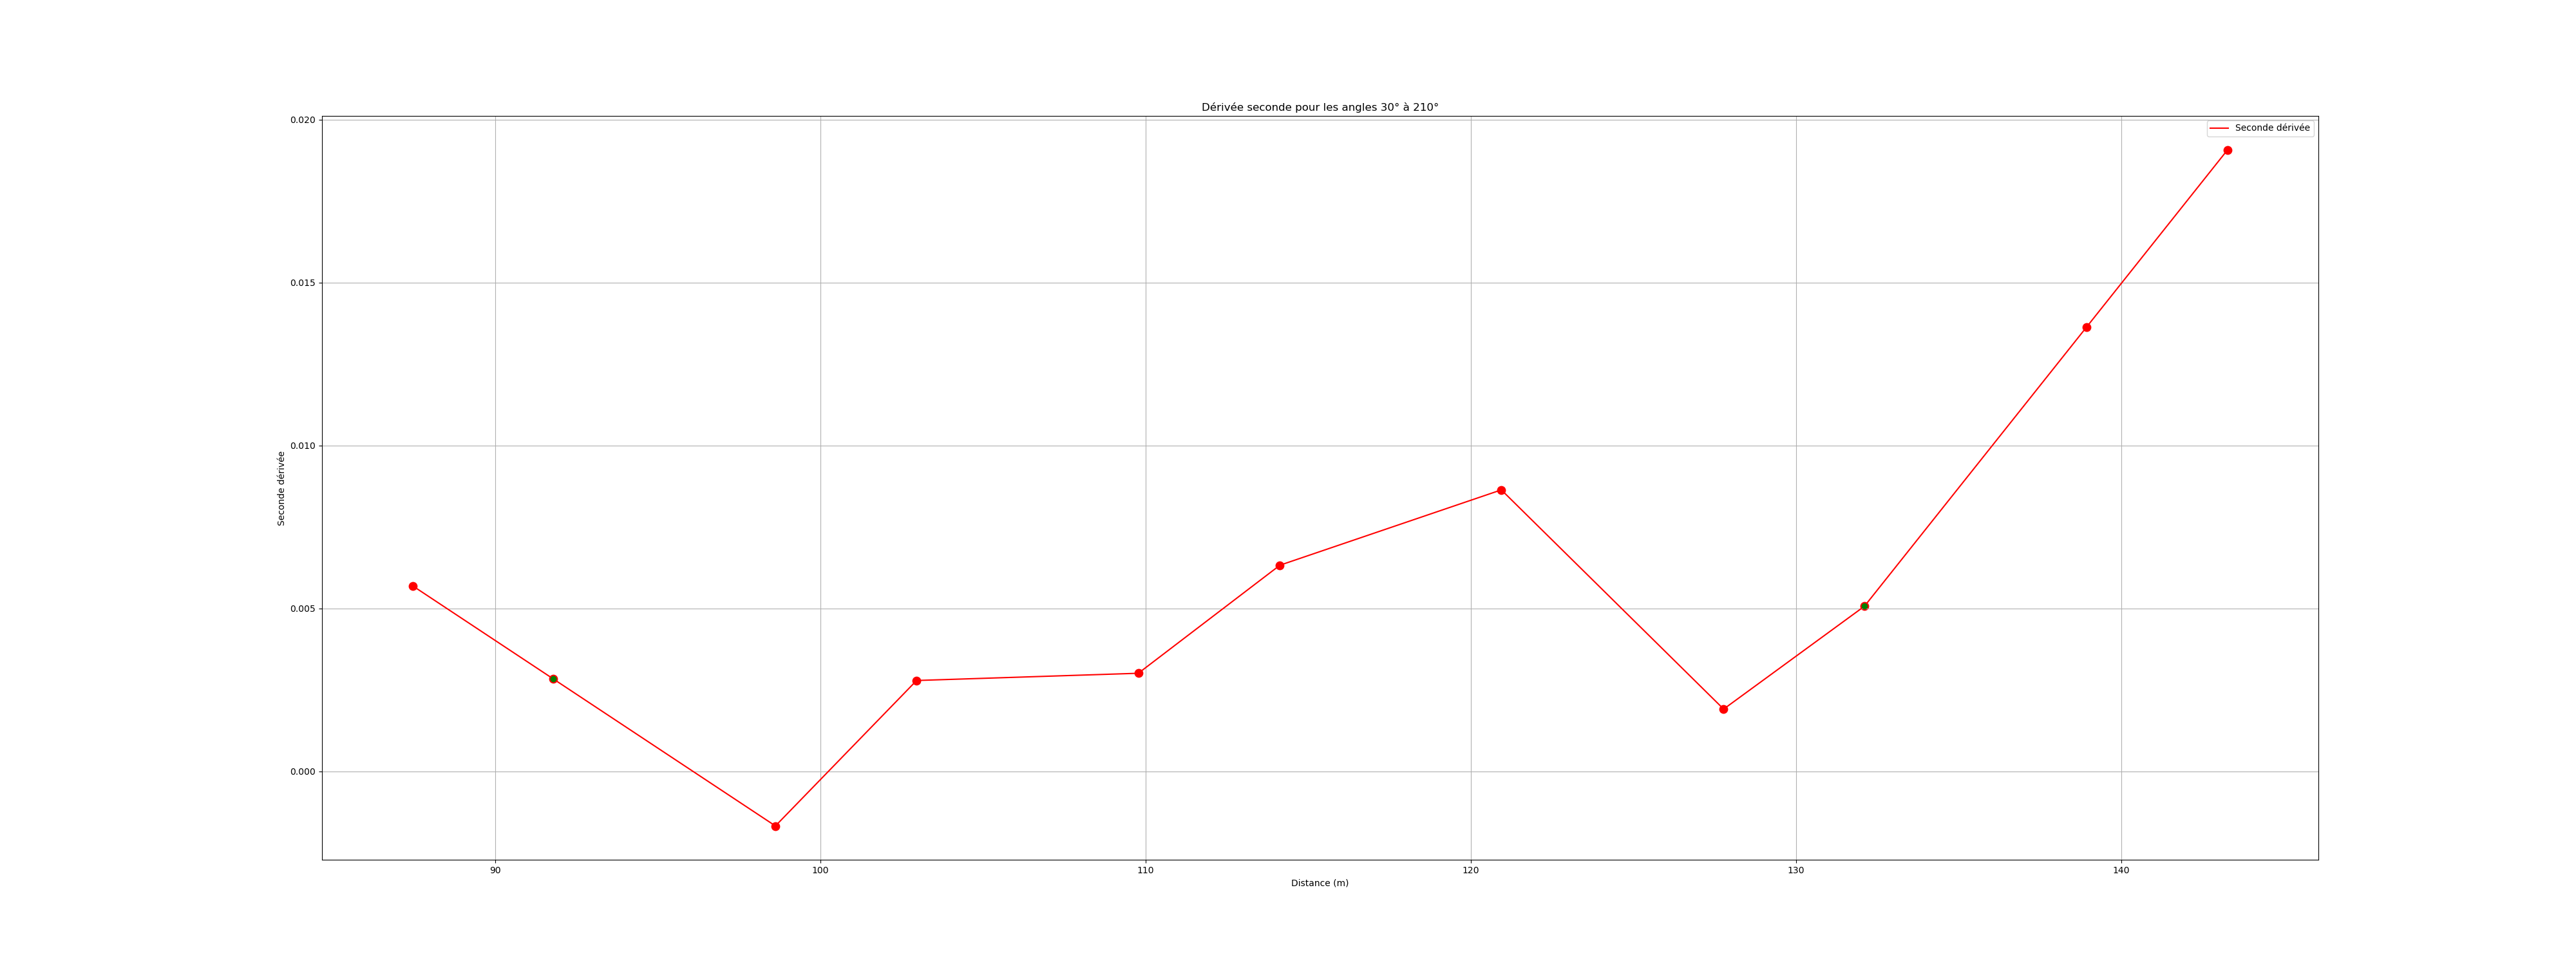 Dérivée seconde pour les angles 30° à 210°
Seconde dérivée
0.020
0.015
0.010
0.005
0.000
Seconde dérivée
90
100
110
120
130
140
Distance (m)